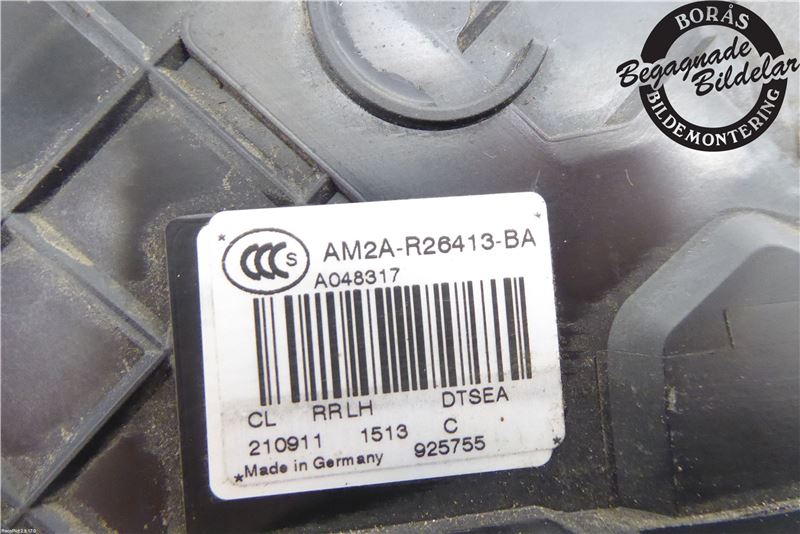 BORÅS
Begagnade
Bildelar
BILDEMONTERING
CCC S
AM2A-R26413-BA
A048317
CL RR LH DTSEA
210911 1513 C
*Made in Germany 925755